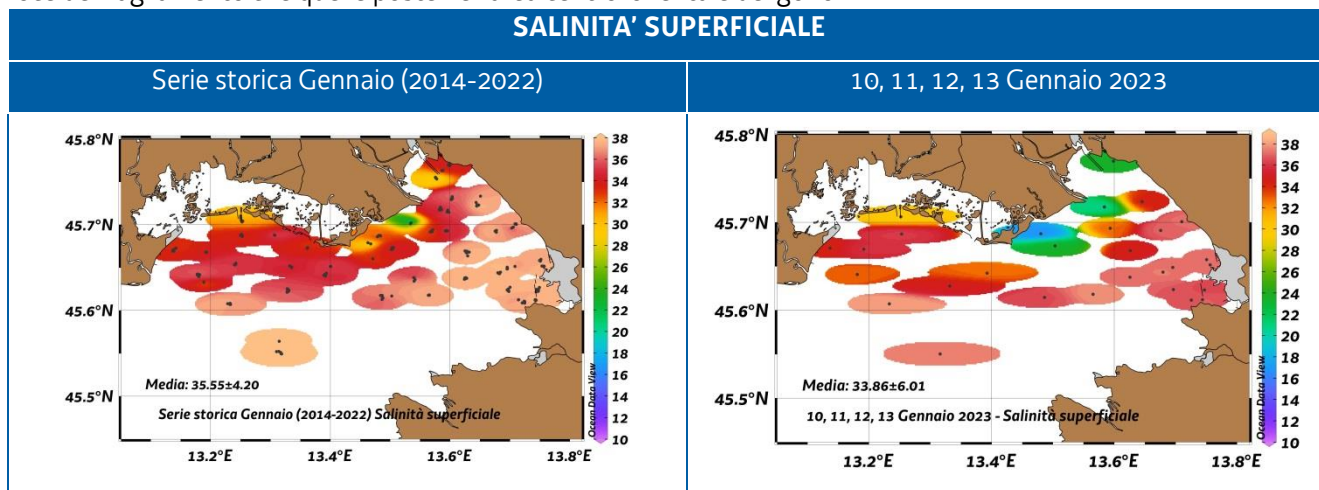 SALINITA’ SUPERFICIALE
Serie storica Gennaio (2014-2022)
10, 11, 12, 13 Gennaio 2023
45.8°N
45.7°N
45.6°N
45.5°N
13.2°E
13.4°E
13.6°E
13.8°E
Media: 35.55±4.20
Serie storica Gennaio (2014-2022) Salinità superficiale
Ocean Data View
38
36
34
32
30
28
26
24
22
20
18
16
14
12
10
45.8°N
45.7°N
45.6°N
45.5°N
13.2°E
13.4°E
13.6°E
13.8°E
Media: 33.86±6.01
10, 11, 12, 13 Gennaio 2023 - Salinità superficiale
Ocean Data View
38
36
34
32
30
28
26
24
22
20
18
16
14
12
10